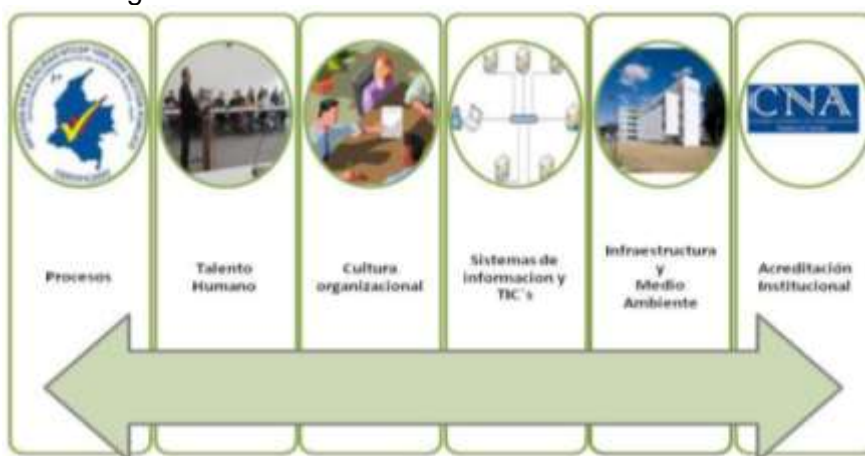 CNA
Procesos
Talento
Humano
Cultura
organizacional
Sistemas de
informacion y
TIC`s
Infraestructura
y
Medio
Ambiente
Acreditación
Institucional